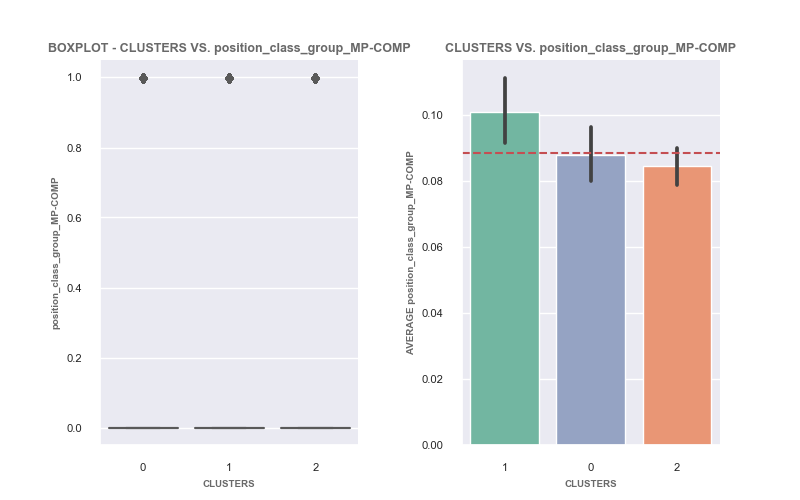 BOXPLOT - CLUSTERS VS. position_class_group_MP-COMP
position_class_group_MP-COMP
1.0
0.8
0.6
0.4
0.2
0.0
0 1 2
CLUSTERS
CLUSTERS VS. position_class_group_MP-COMP
AVERAGE position_class_group_MP-COMP
0.10
0.08
0.06
0.04
0.02
0.00
1 0 2
CLUSTERS